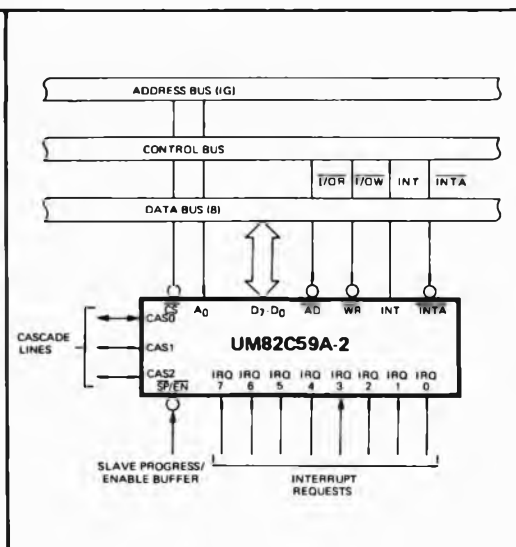 ADDRESS BUS (IG)
CONTROL BUS
I/OR I/OW INT INTA
DATA BUS (8)
CS A0 D7-D0 AD WR INT INTA
CAS0
CASCADE
LINES
CAS1
UM82C59A-2
CAS2
SP/EN
IRQ IRQ IRQ IRQ IRQ IRQ IRQ IRQ
7 6 5 4 3 2 1 0
SLAVE PROGRESS/
ENABLE BUFFER
INTERRUPT
REQUESTS